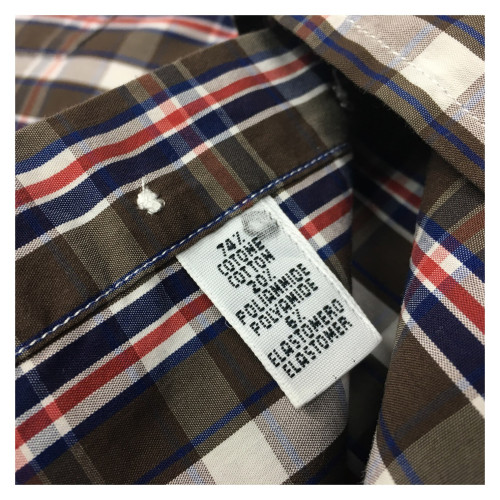 74%
COTONE
COTTON
20%
POLIAMMIDE
POLYAMIDE
6%
ELASTOMERO
ELASTOMER